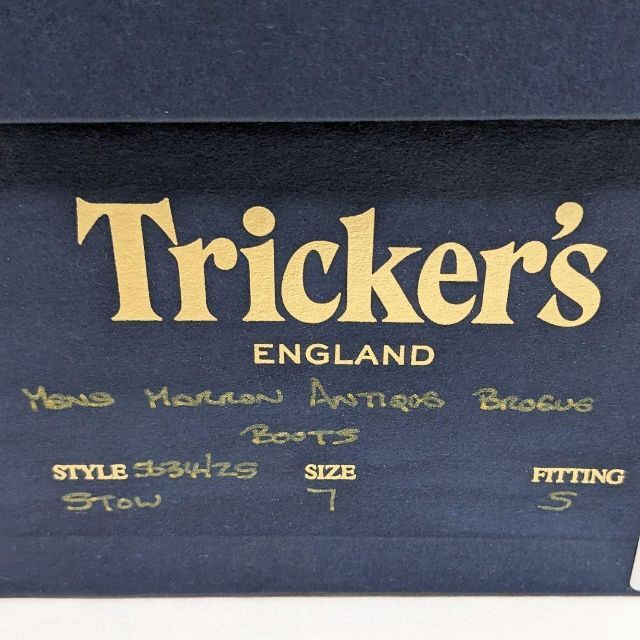 Tricker's
ENGLAND
Mens Marron Antique Brogue
Boots
STYLE 5634/25 SIZE FITTING
Stow 7 5